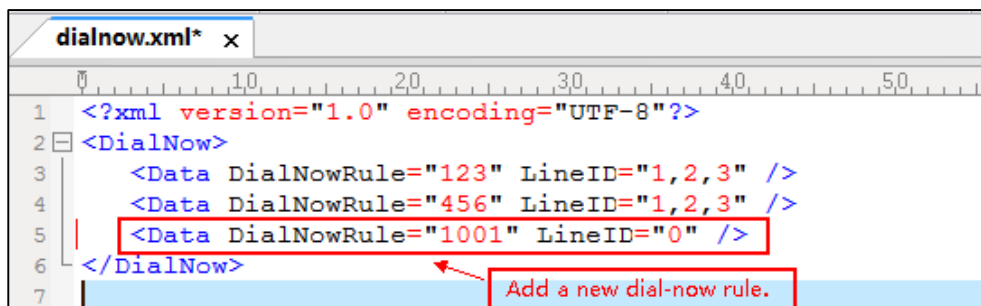 dialnow.xml* x
0 10 20 30 40 50
1 <?xml version="1.0" encoding="UTF-8"?>
2 <DialNow>
3 <Data DialNowRule="123" LineID="1,2,3" />
4 <Data DialNowRule="456" LineID="1,2,3" />
5 <Data DialNowRule="1001" LineID="0" />
6 </DialNow>
Add a new dial-now rule.
7